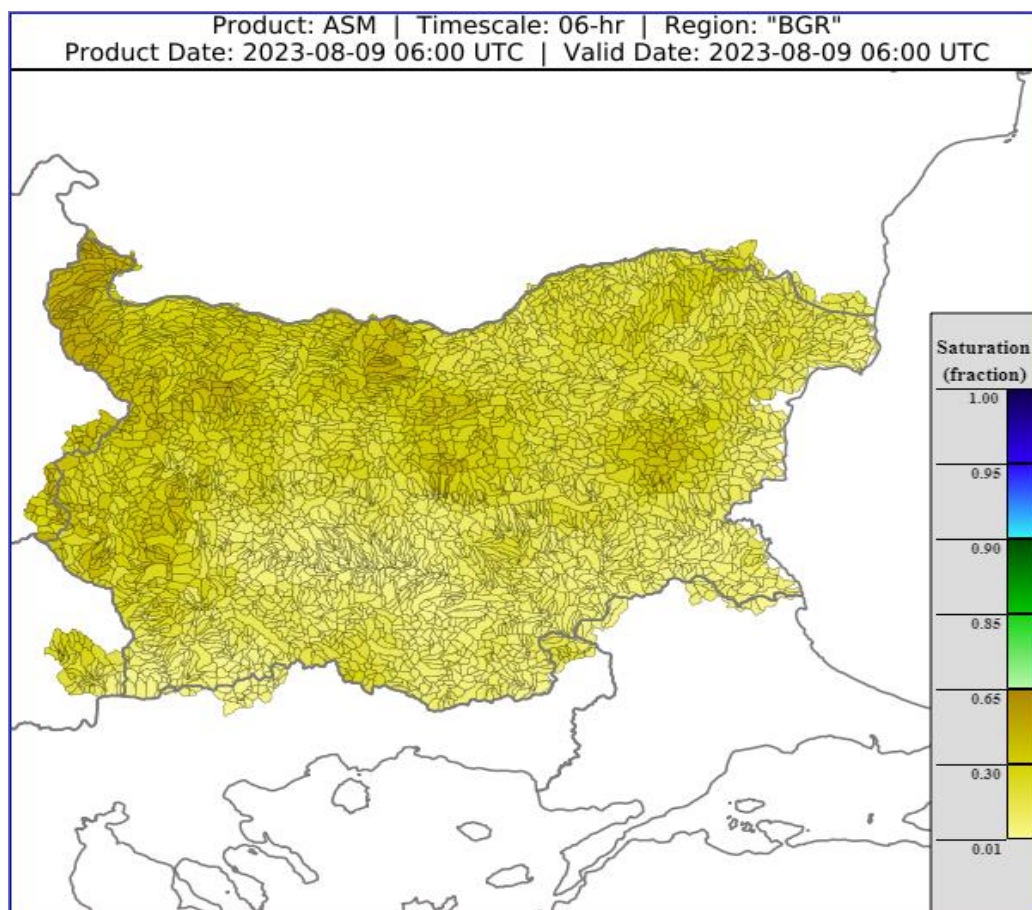 Product: ASM | Timescale: 06-hr | Region: "BGR"
Product Date: 2023-08-09 06:00 UTC | Valid Date: 2023-08-09 06:00 UTC
Saturation
(fraction)
1.00
0.95
0.90
0.85
0.65
0.30
0.01